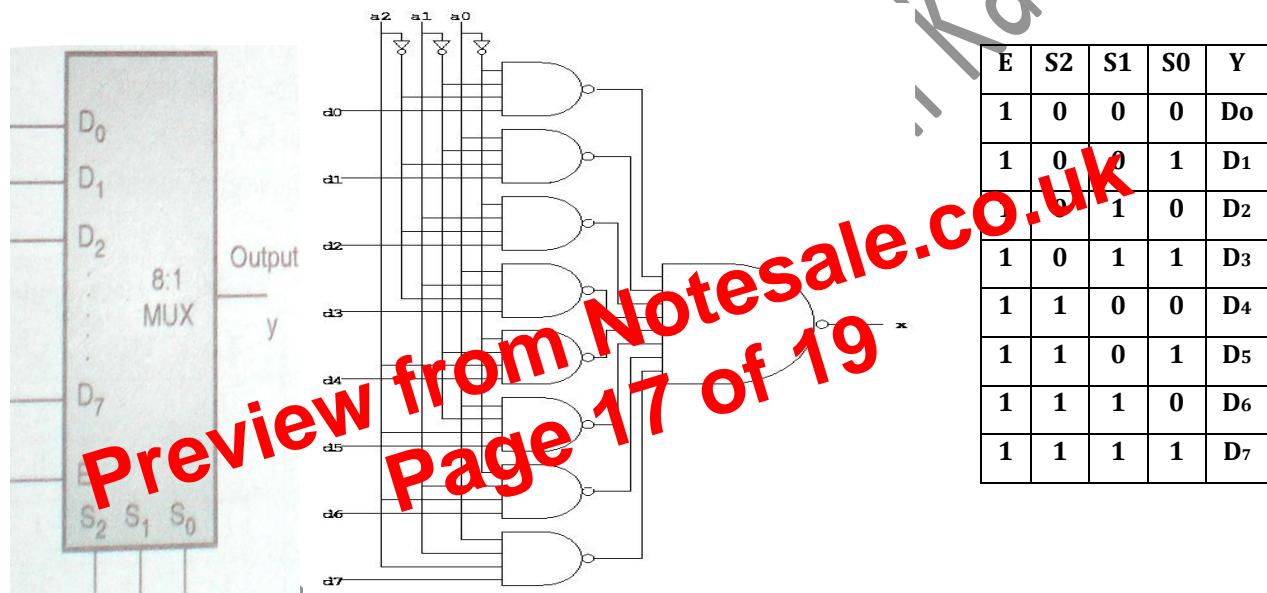 D0
D1
D2
8:1
MUX
D7
E
S2 S1 S0
Output
y
a2 a1 a0
d0
d1
d2
d3
d4
d5
d6
d7
x
E S2 S1 S0 Y
1 0 0 0 Do
1 0 0 1 D1
1 0 1 0 D2
1 0 1 1 D3
1 1 0 0 D4
1 1 0 1 D5
1 1 1 0 D6
1 1 1 1 D7
Preview from Notesale.co.uk
Page 17 of 19